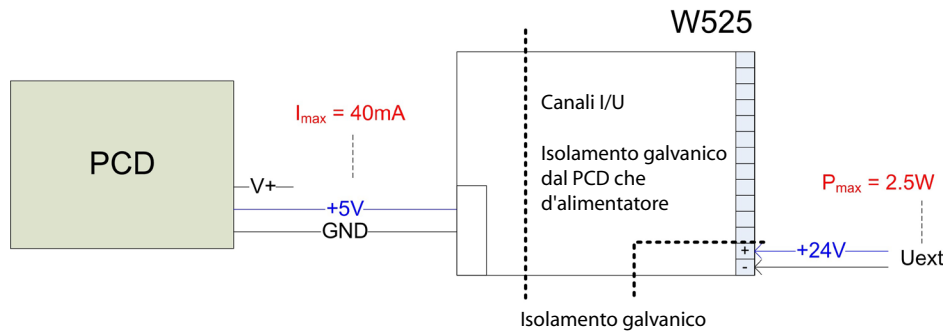 W525
Canali I/U
Imax = 40mA
Isolamento galvanico
dal PCD che
d'alimentatore
PCD
Pmax = 2.5W
V+
+5V
GND
+
+24V
-
Uext
Isolamento galvanico